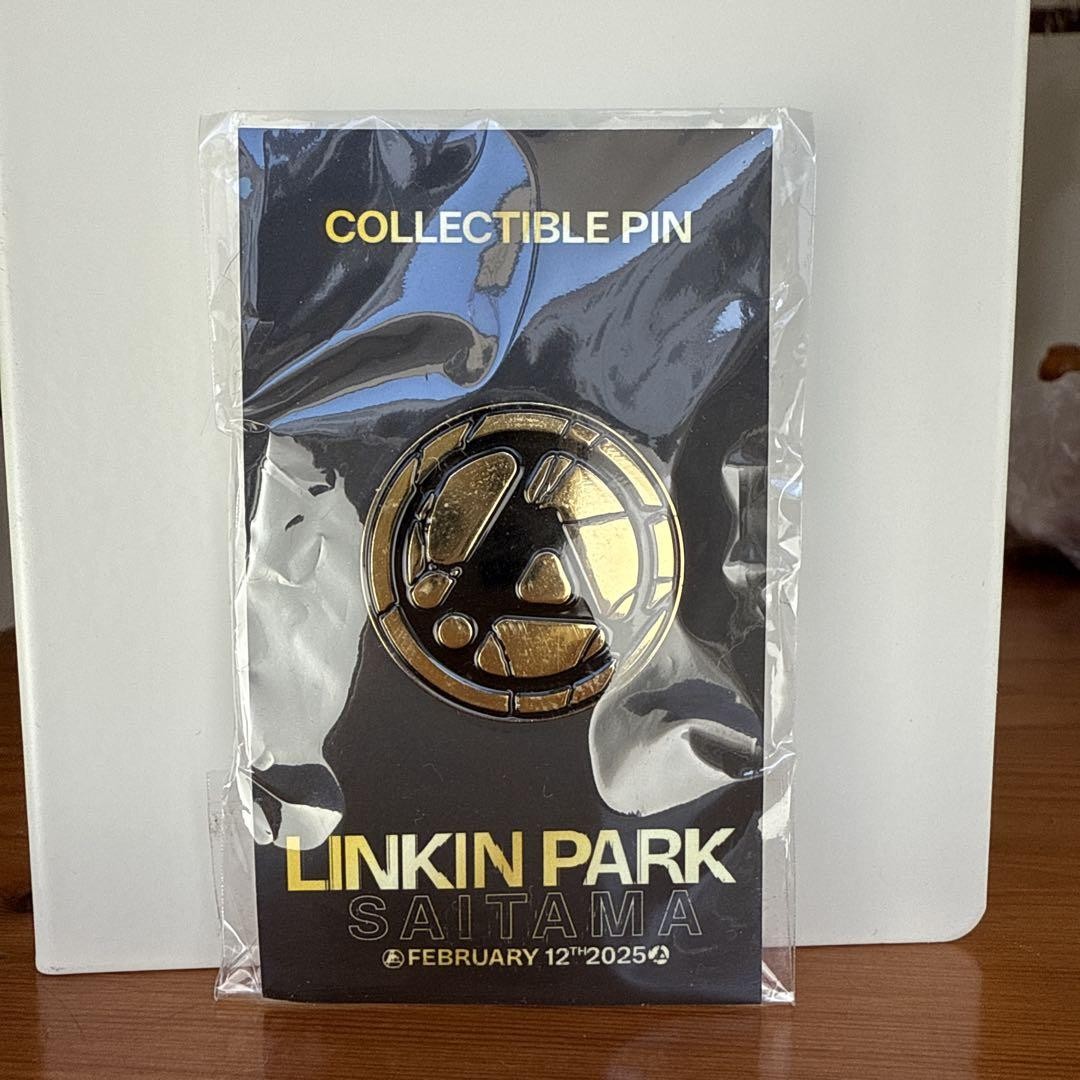 COLLECTIBLE PIN
LINKIN PARK
SAITAMA
FEBRUARY 12TH 2025